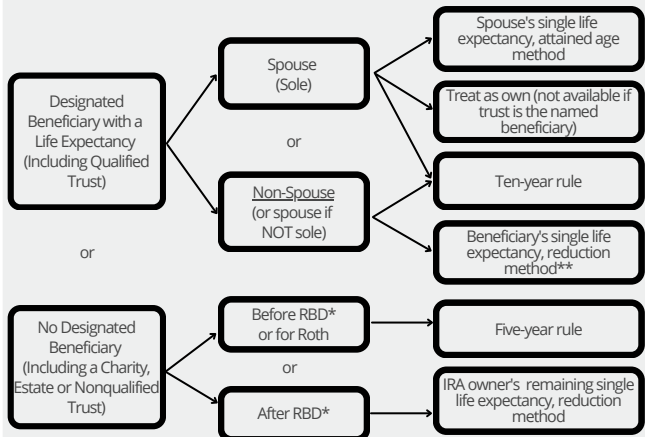 Designated
Beneficiary with a
Life Expectancy
(Including Qualified
Trust)
or
No Designated
Beneficiary
(Including a Charity,
Estate or Nonqualified
Trust)
Spouse
(Sole)
or
Non-Spouse
(or spouse if
NOT sole)
Before RBD*
or for Roth
or
After RBD*
Spouse's single life
expectancy, attained age
method
Treat as own (not available if
trust is the named
beneficiary)
Ten-year rule
Beneficiary's single life
expectancy, reduction
method**
Five-year rule
IRA owner's remaining single
life expectancy, reduction
method